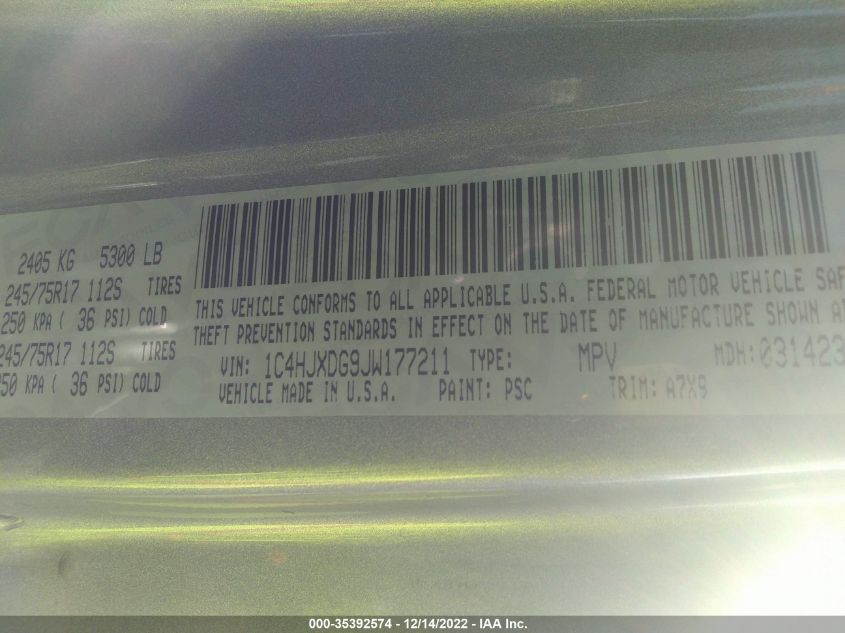 2405 KG 5300 LB
245/75R17 112S TIRES
250 KPA ( 36 PSI) COLD
245/75R17 112S TIRES
250 KPA ( 36 PSI) COLD
THIS VEHICLE CONFORMS TO ALL APPLICABLE U.S.A. FEDERAL MOTOR VEHICLE SAF
THEFT PREVENTION STANDARDS IN EFFECT ON THE DATE OF MANUFACTURE SHOWN A
VIN: 1C4HJXDG9JW177211 TYPE: MPV MDH: 031423
VEHICLE MADE IN U.S.A. PAINT: PSC TRIM: A7X9
000-35392574 - 12/14/2022 - IAA Inc.